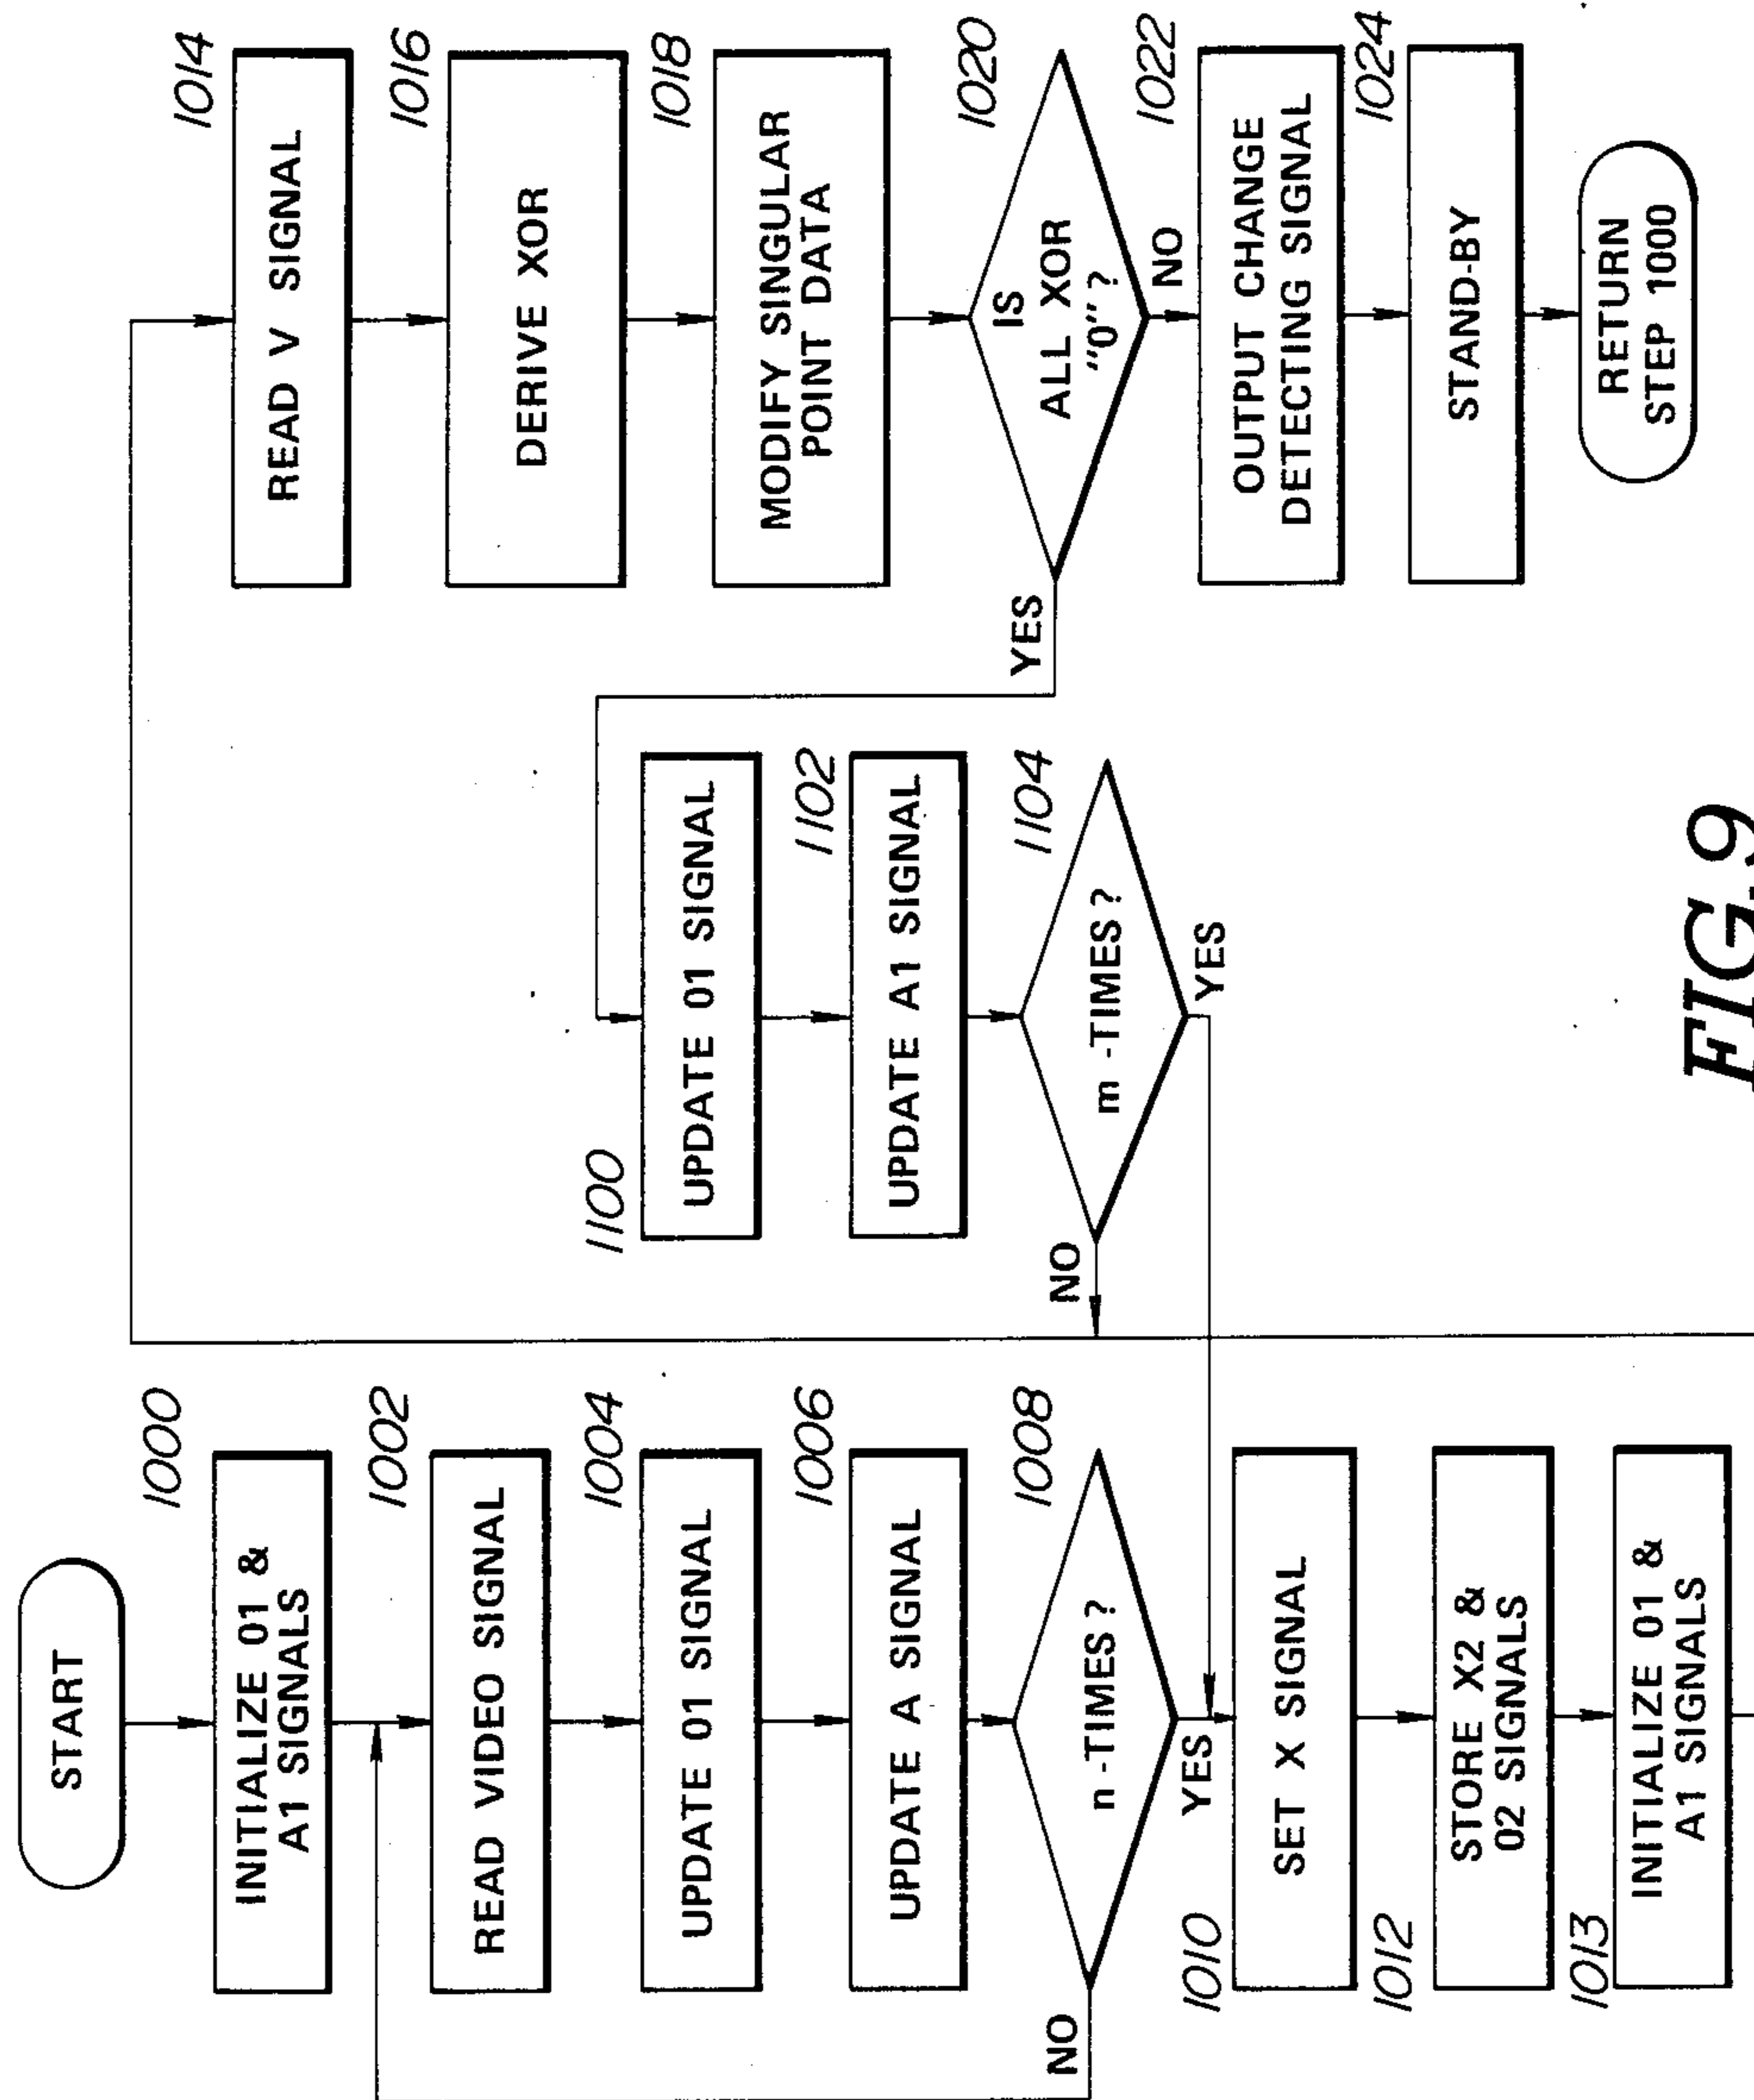 START
1000
INITIALIZE 01 &
A1 SIGNALS
1002
READ VIDEO SIGNAL
1004
UPDATE 01 SIGNAL
1006
UPDATE A SIGNAL
1008
n -TIMES?
NO
YES
1010
SET X SIGNAL
1012
STORE X2 &
02 SIGNALS
1013
INITIALIZE 01 &
A1 SIGNALS
1100
UPDATE 01 SIGNAL
1102
UPDATE A1 SIGNAL
1104
m -TIMES?
NO
YES
1014
READ V SIGNAL
1016
DERIVE XOR
1018
MODIFY SINGULAR
POINT DATA
1020
IS
ALL XOR
"0"?
YES
NO
1022
OUTPUT CHANGE
DETECTING SIGNAL
1024
STAND-BY
RETURN
STEP 1000
FIG.9